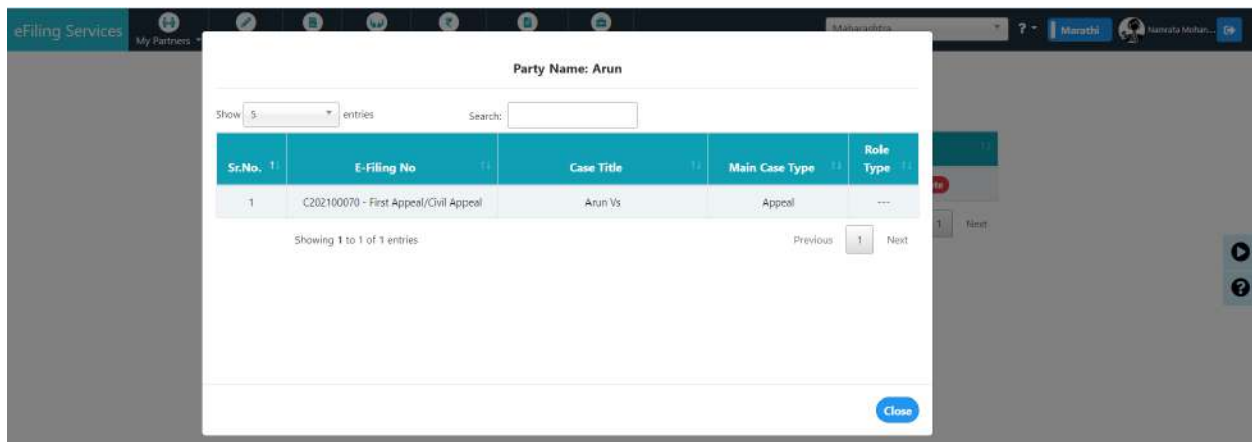 eFiling Services
My Partners
Maharashtra
? -
Marathi
Namrata Mohan...
Party Name: Arun
Show 5 entries
Search:
Sr.No. E-Filing No Case Title Main Case Type Role Type
1 C202100070 - First Appeal/Civil Appeal Arun Vs Appeal ---
Showing 1 to 1 of 1 entries
Previous 1 Next
1 Next
Close